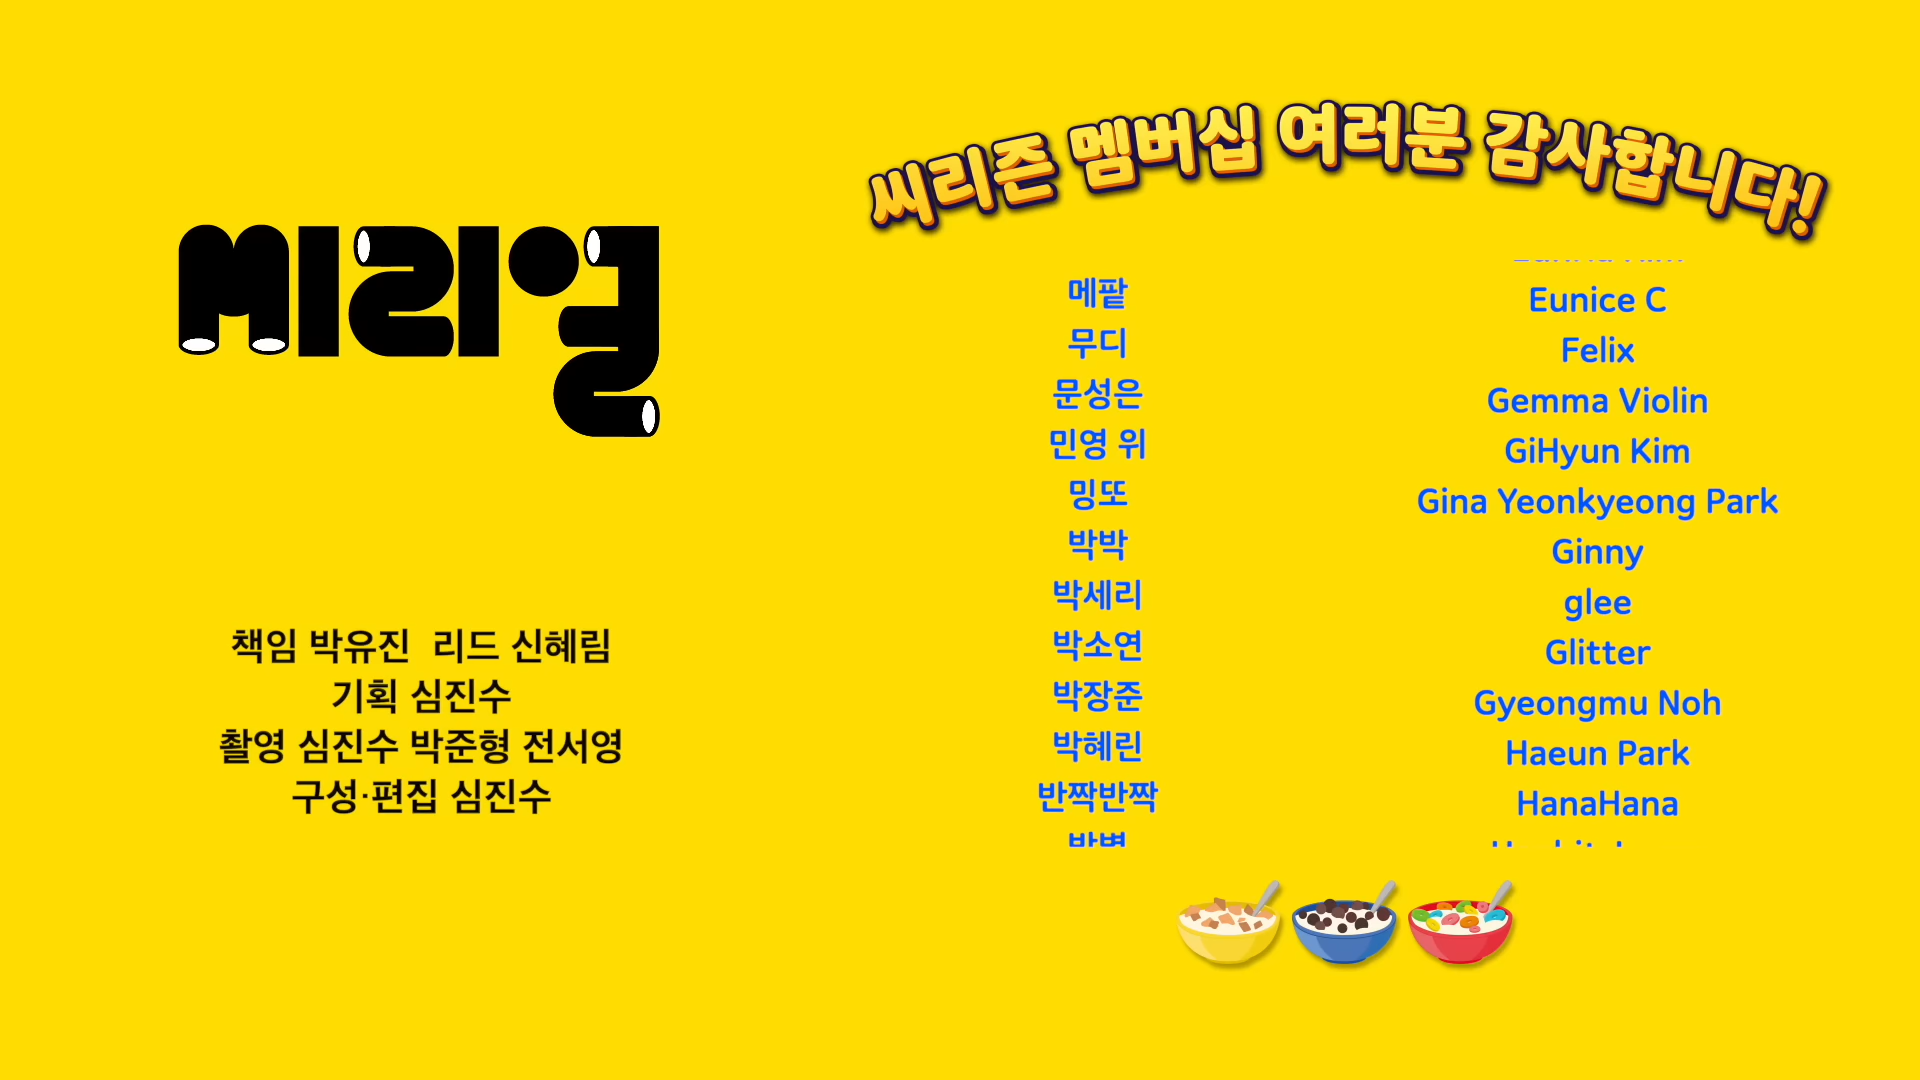 씨리얼
책임 박유진 리드 신혜림
기획 심진수
촬영 심진수 박준형 전서영
구성·편집 심진수
씨리즌 멤버십 여러분 감사합니다!
메팥
무디
문성은
민영 위
밍또
박박
박세리
박소연
박장준
박혜린
반짝반짝
Eunice C
Felix
Gemma Violin
GiHyun Kim
Gina Yeonkyeong Park
Ginny
glee
Glitter
Gyeongmu Noh
Haeun Park
HanaHana